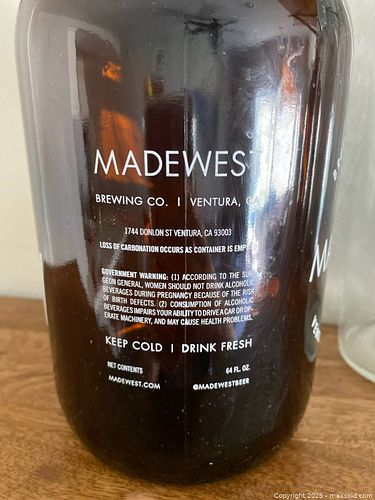 MADEWEST
BREWING CO. | VENTURA, CA
1744 DONLON ST VENTURA, CA 93003
LOSS OF CARBONATION OCCURS AS CONTAINER IS
GOVERNMENT WARNING: (1) ACCORDING TO THE SUR-
GEON GENERAL, WOMEN SHOULD NOT DRINK ALCOHOLIC
BEVERAGES DURING PREGNANCY BECAUSE OF THE RISK
OF BIRTH DEFECTS. (2) CONSUMPTION OF ALCOHOLIC
BEVERAGES IMPAIRS YOUR ABILITY TO DRIVE A CAR OR OP-
ERATE MACHINERY, AND MAY CAUSE HEALTH PROBLEMS.
KEEP COLD | DRINK FRESH
NET CONTENTS 64 FL. OZ.
MADEWEST.COM @MADEWESTBEER
Copyright © 2025 - maxsold.com